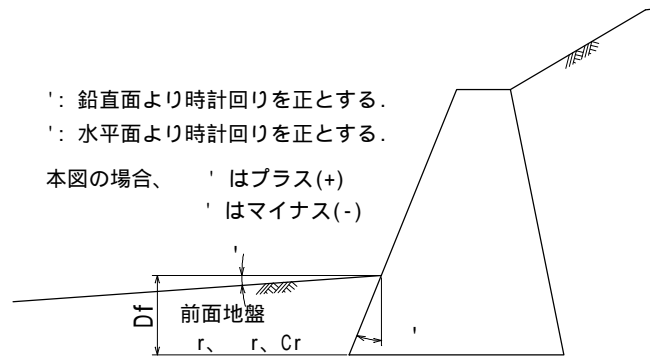 ': 鉛直面より時計回りを正とする.
': 水平面より時計回りを正とする.
本図の場合、 ' はプラス(+)
' はマイナス(-)
'
Df
前面地盤
r、 r、Cr
'